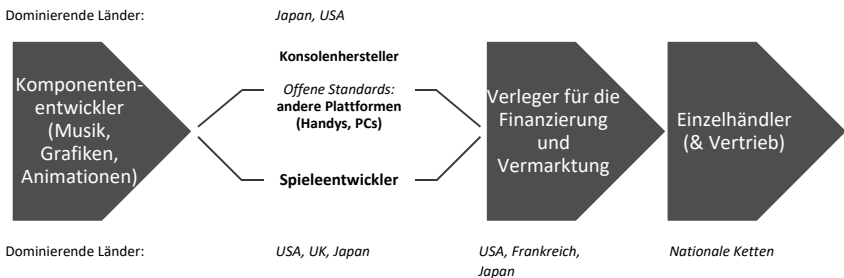 Dominierende Länder:
Japan, USA
Komponenten-
entwickler
(Musik,
Grafiken,
Animationen)
Konsolenhersteller
Offene Standards:
andere Plattformen
(Handys, PCs)
Spieleentwickler
Verleger für die
Finanzierung
und
Vermarktung
Einzelhändler
(& Vertrieb)
Dominierende Länder:
USA, UK, Japan
USA, Frankreich,
Japan
Nationale Ketten